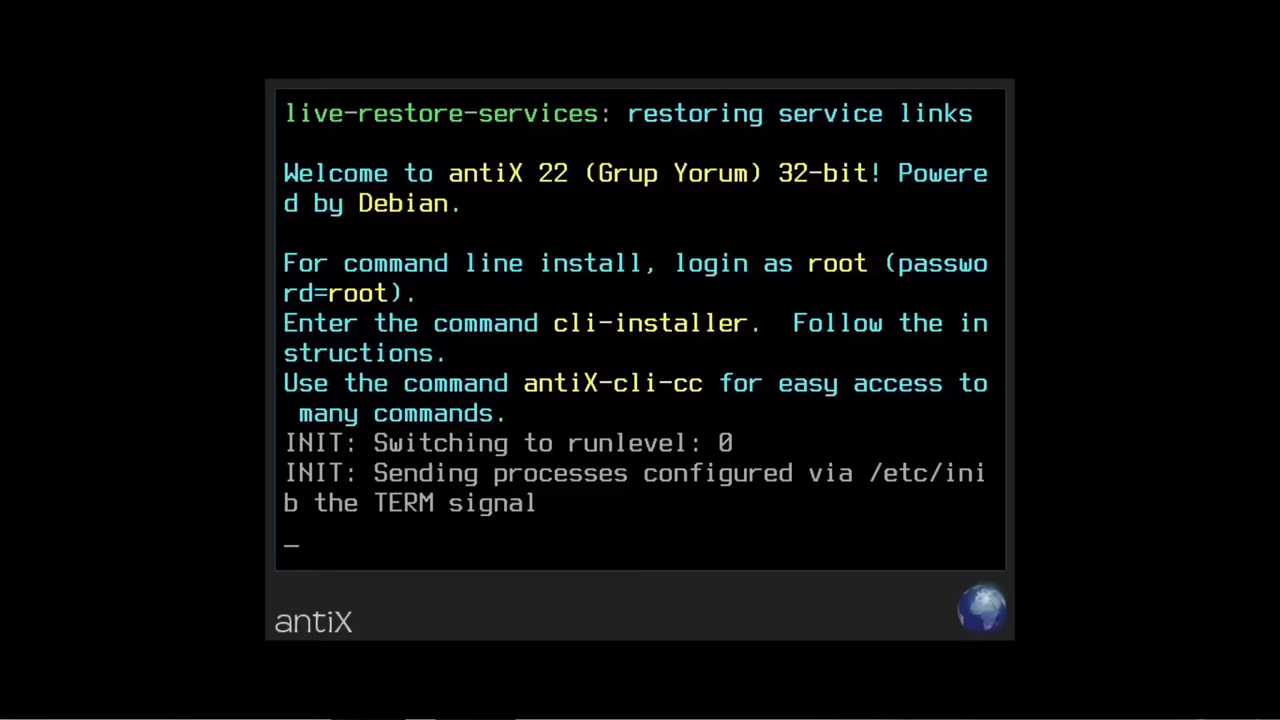 live-restore-services: restoring service links
Welcome to antiX 22 (Grup Yorum) 32-bit! Powere
d by Debian.
For command line install, login as root (passwo
rd=root).
Enter the command cli-installer.  Follow the in
structions.
Use the command antiX-cli-cc for easy access to
 many commands.
INIT: Switching to runlevel: 0
INIT: Sending processes configured via /etc/ini
b the TERM signal
_
antiX